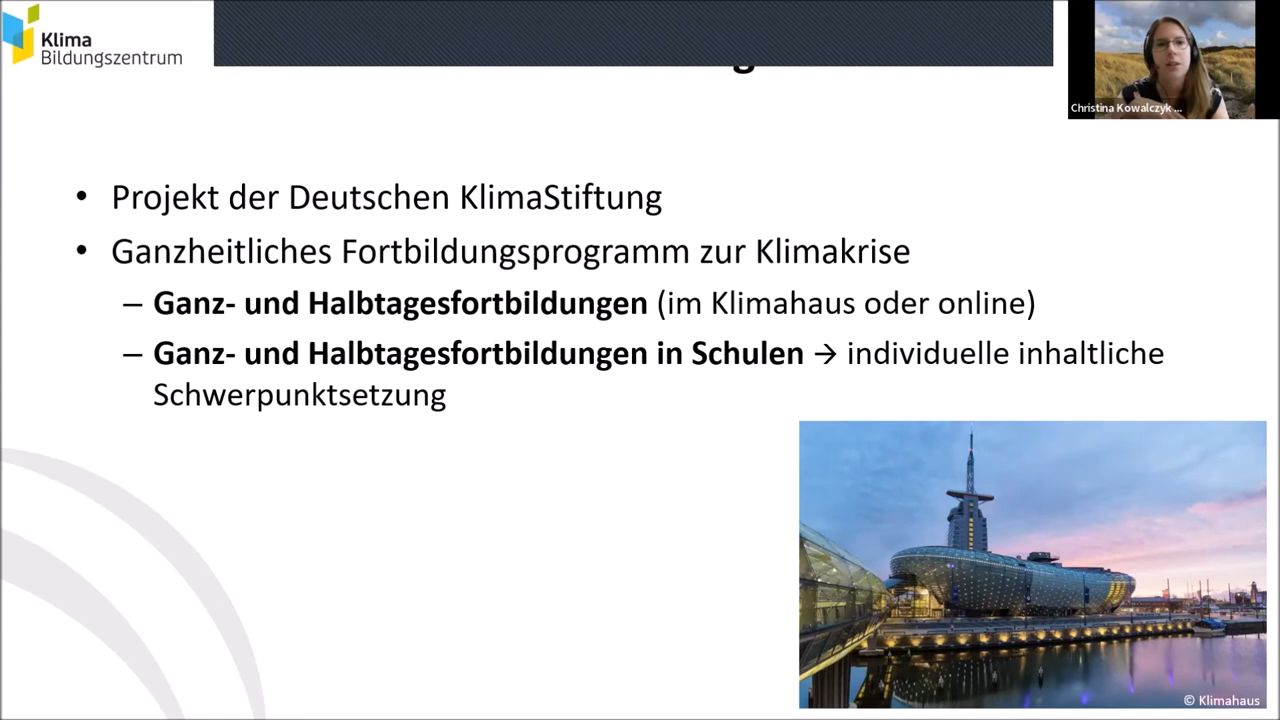 Klima
Bildungszentrum
Christina Kowalczyk ...
• Projekt der Deutschen KlimaStiftung
• Ganzheitliches Fortbildungsprogramm zur Klimakrise
– Ganz- und Halbtagesfortbildungen (im Klimahaus oder online)
– Ganz- und Halbtagesfortbildungen in Schulen → individuelle inhaltliche
Schwerpunktsetzung
© Klimahaus